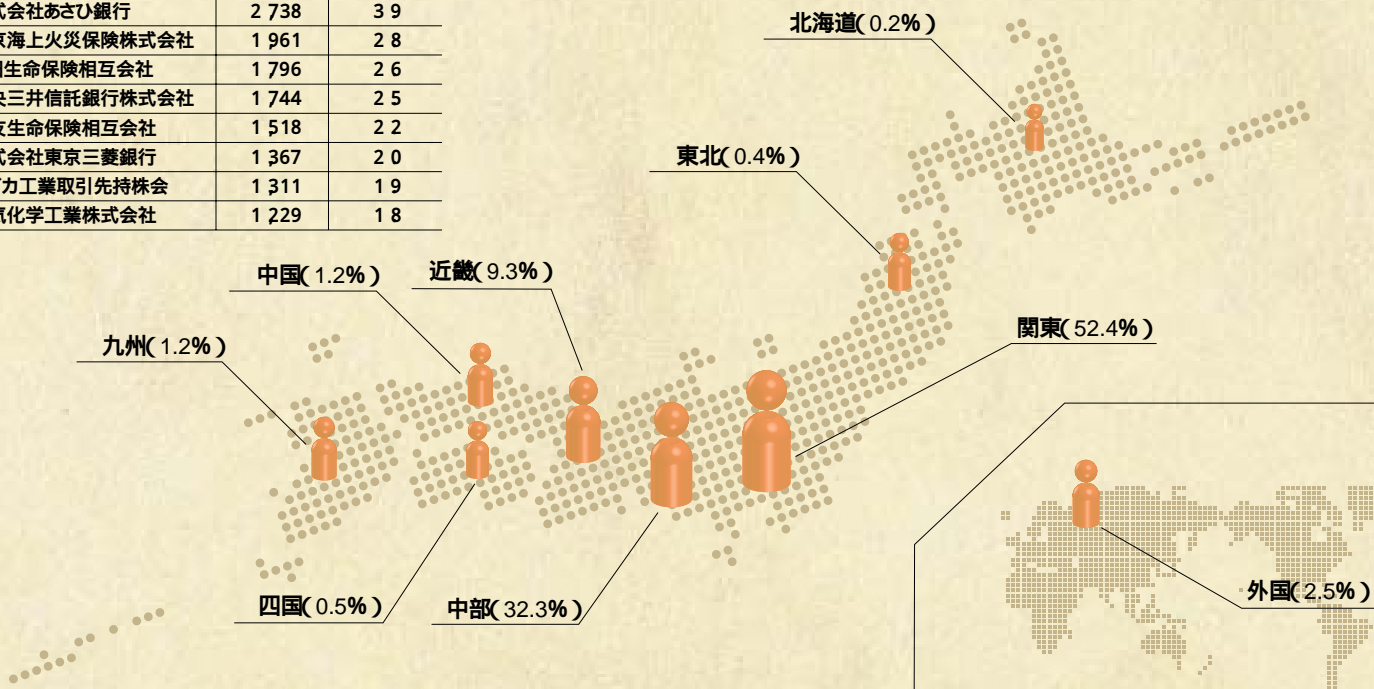 式会社あさひ銀行 2,738 3 9
京海上火災保険株式会社 1,961 2 8
生命保険相互会社 1,796 2 6
央三井信託銀行株式会社 1,744 2 5
友生命保険相互会社 1,518 2 2
式会社東京三菱銀行 1,367 2 0
カ工業取引先持株会 1,311 1 9
気化学工業株式会社 1,229 1 8
北海道(0.2%)
東北(0.4%)
中国(1.2%)
近畿(9.3%)
関東(52.4%)
九州(1.2%)
四国(0.5%)
中部(32.3%)
外国(2.5%)